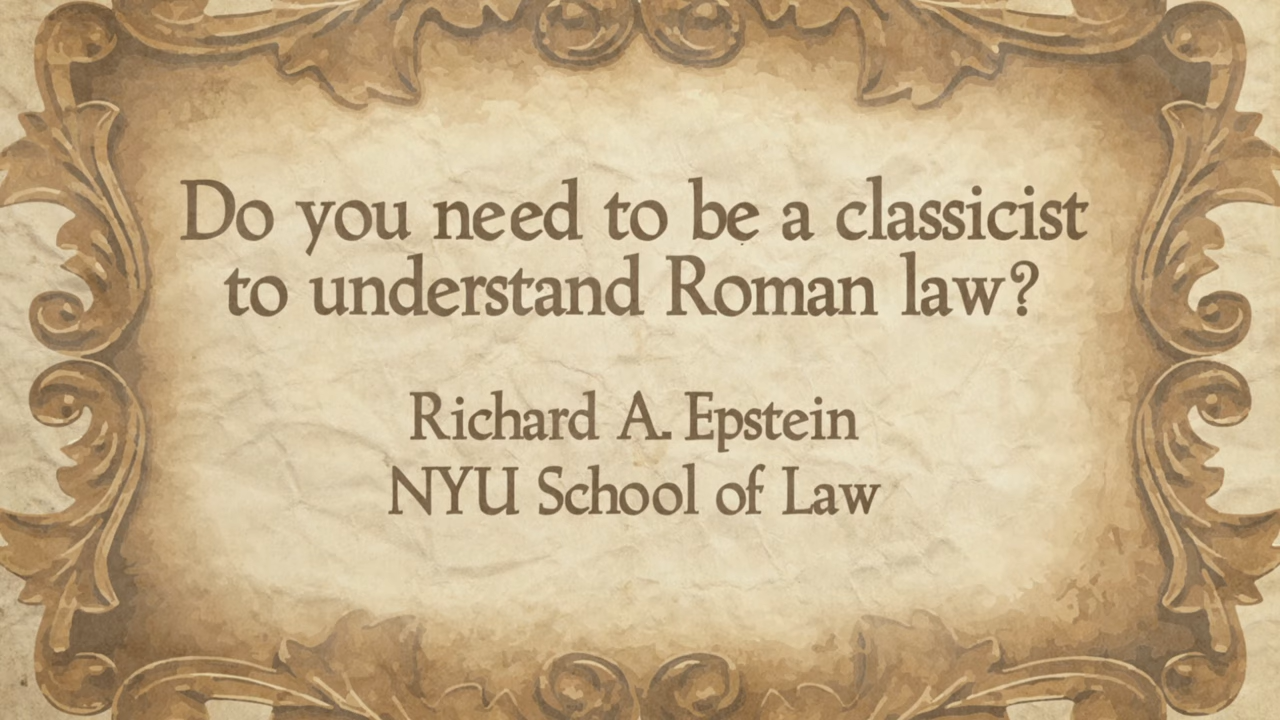 Do you need to be a classicist
to understand Roman law?
Richard A. Epstein
NYU School of Law